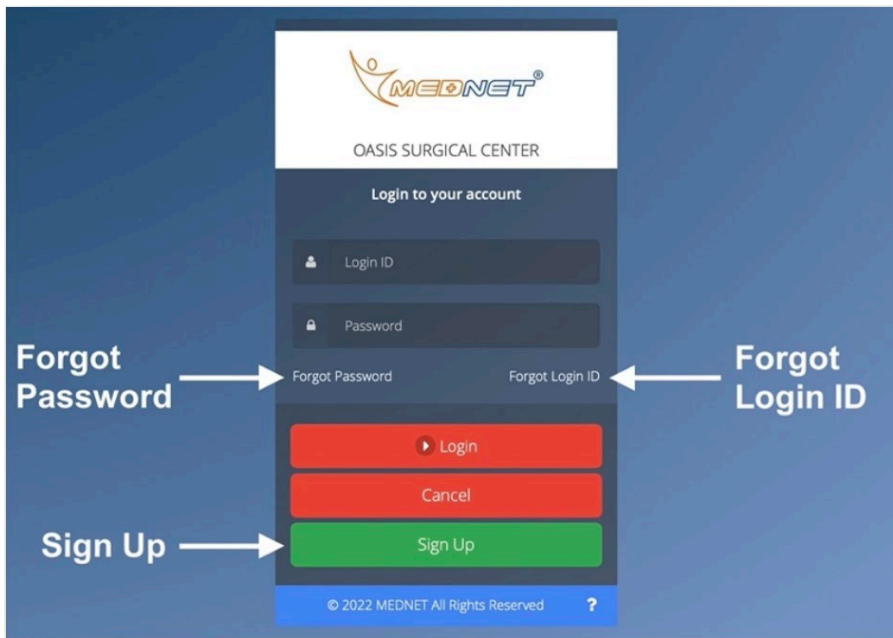 MEDNET®
OASIS SURGICAL CENTER
Login to your account
Login ID
Password
Forgot
Password
Forgot Password
Forgot Login ID
Forgot
Login ID
Login
Cancel
Sign Up
Sign Up
© 2022 MEDNET All Rights Reserved ?